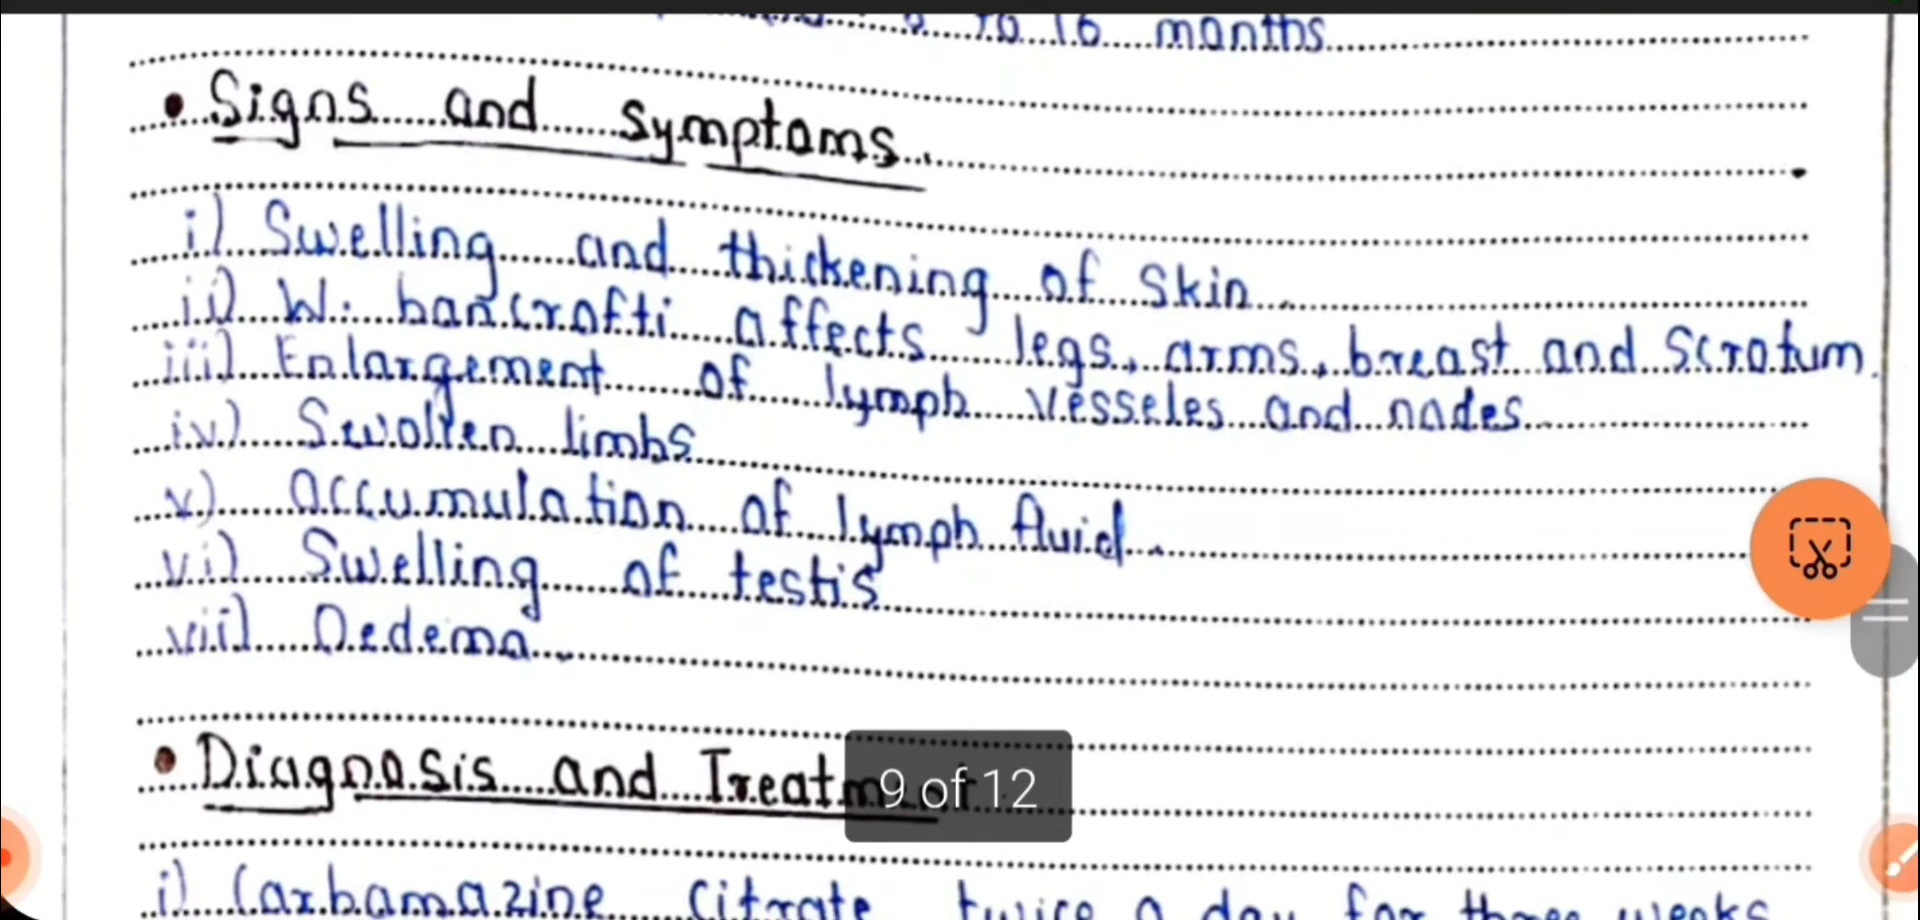 to 16 months
• Signs and symptoms.
i) Swelling and thickening of skin.
ii) W. bancrofti affects legs, arms, breast and Scrotum.
iii) Enlargement of lymph vesseles and nodes.
iv) Swollen limbs
v) accumulation of lymph fluid.
vi) Swelling of testis
vii) Oedema.
• Diagnosis and Treatment
9 of 12
i) Carbamazine citrate twice a day for three weeks